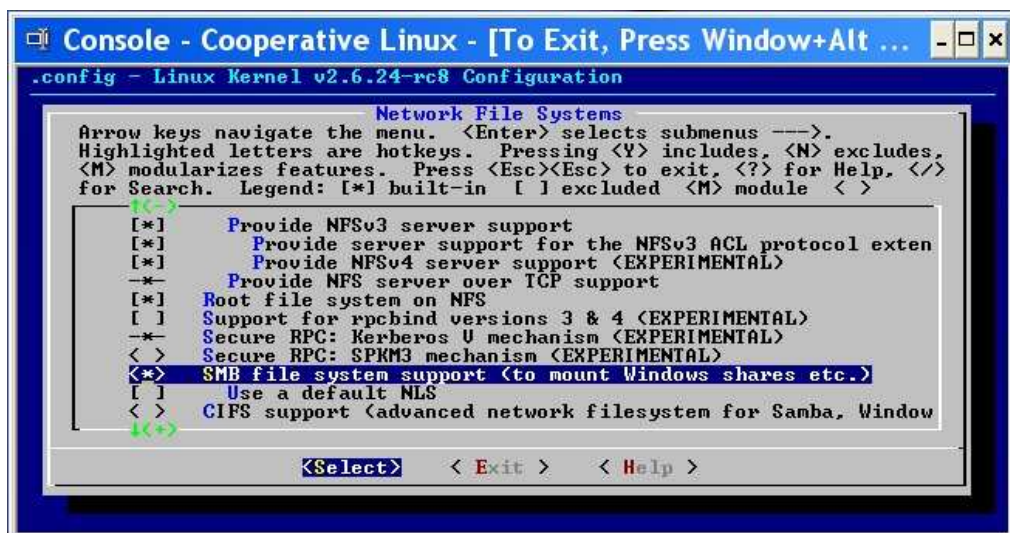 Console - Cooperative Linux - [To Exit, Press Window+Alt ...
.config - Linux Kernel v2.6.24-rc8 Configuration
Network File Systems
Arrow keys navigate the menu. <Enter> selects submenus --->.
Highlighted letters are hotkeys. Pressing <Y> includes, <N> excludes,
<M> modularizes features. Press <Esc><Esc> to exit, <?> for Help, </>
for Search. Legend: [*] built-in [ ] excluded <M> module < >
↑(-)
[*] Provide NFSv3 server support
[*] Provide server support for the NFSv3 ACL protocol exten
[*] Provide NFSv4 server support (EXPERIMENTAL)
-*- Provide NFS server over TCP support
[*] Root file system on NFS
[ ] Support for rpcbind versions 3 & 4 (EXPERIMENTAL)
-*- Secure RPC: Kerberos V mechanism (EXPERIMENTAL)
< > Secure RPC: SPKM3 mechanism (EXPERIMENTAL)
<*> SMB file system support (to mount Windows shares etc.)
[ ] Use a default NLS
< > CIFS support (advanced network filesystem for Samba, Window
↓(+)
<Select> < Exit > < Help >